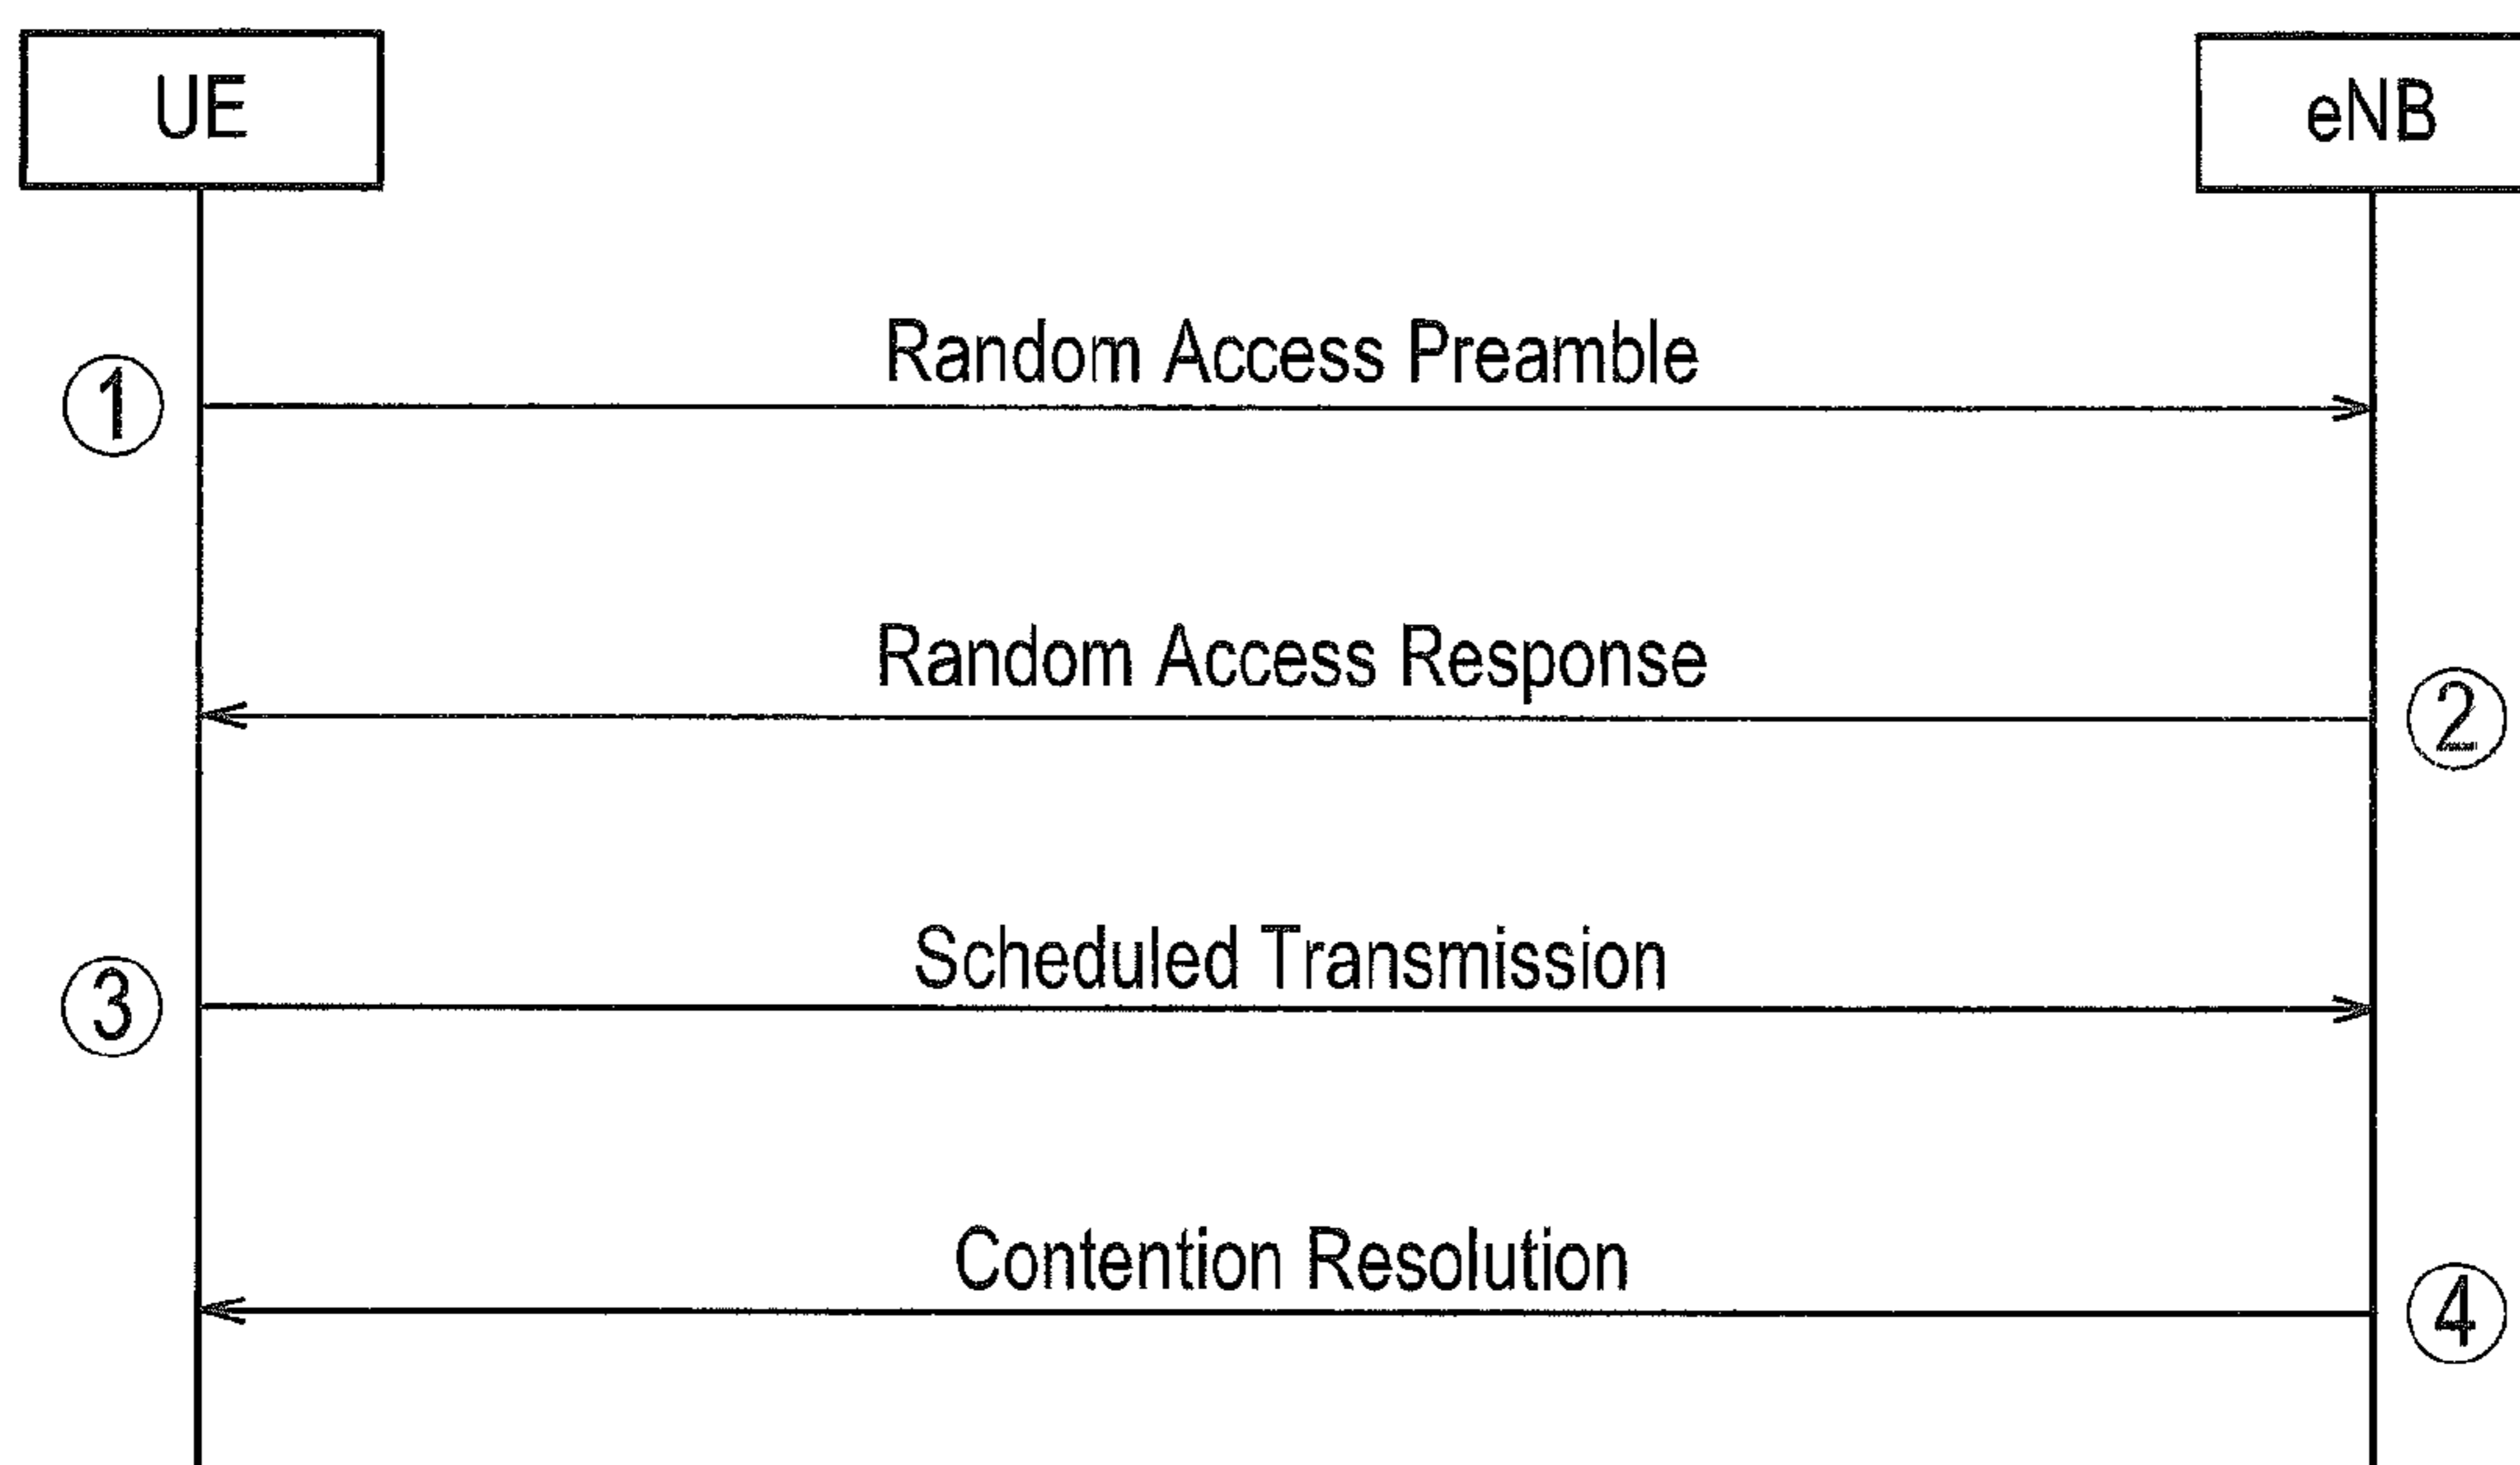 UE
eNB
Random Access Preamble
1
Random Access Response
2
Scheduled Transmission
3
Contention Resolution
4